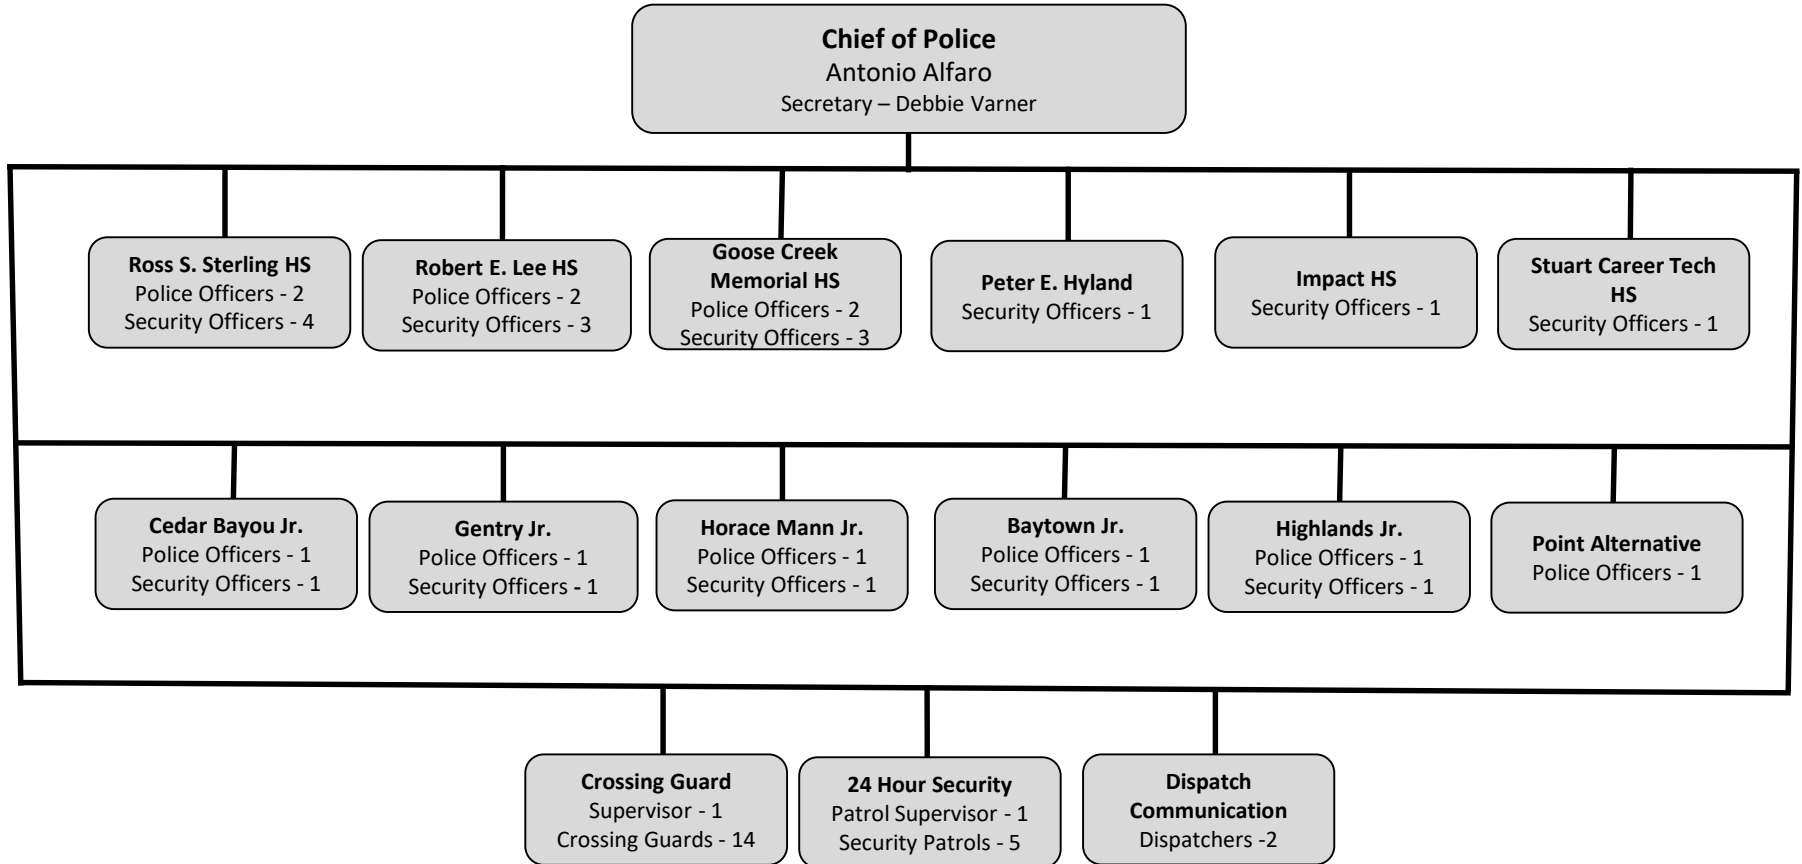 Chief of Police
Antonio Alfaro
Secretary – Debbie Varner
Ross S. Sterling HS
Police Officers - 2
Security Officers - 4
Robert E. Lee HS
Police Officers - 2
Security Officers - 3
Goose Creek
Memorial HS
Police Officers - 2
Security Officers - 3
Peter E. Hyland
Security Officers - 1
Impact HS
Security Officers - 1
Stuart Career Tech
HS
Security Officers - 1
Cedar Bayou Jr.
Police Officers - 1
Security Officers - 1
Gentry Jr.
Police Officers - 1
Security Officers - 1
Horace Mann Jr.
Police Officers - 1
Security Officers - 1
Baytown Jr.
Police Officers - 1
Security Officers - 1
Highlands Jr.
Police Officers - 1
Security Officers - 1
Point Alternative
Police Officers - 1
Crossing Guard
Supervisor - 1
Crossing Guards - 14
24 Hour Security
Patrol Supervisor - 1
Security Patrols - 5
Dispatch
Communication
Dispatchers -2